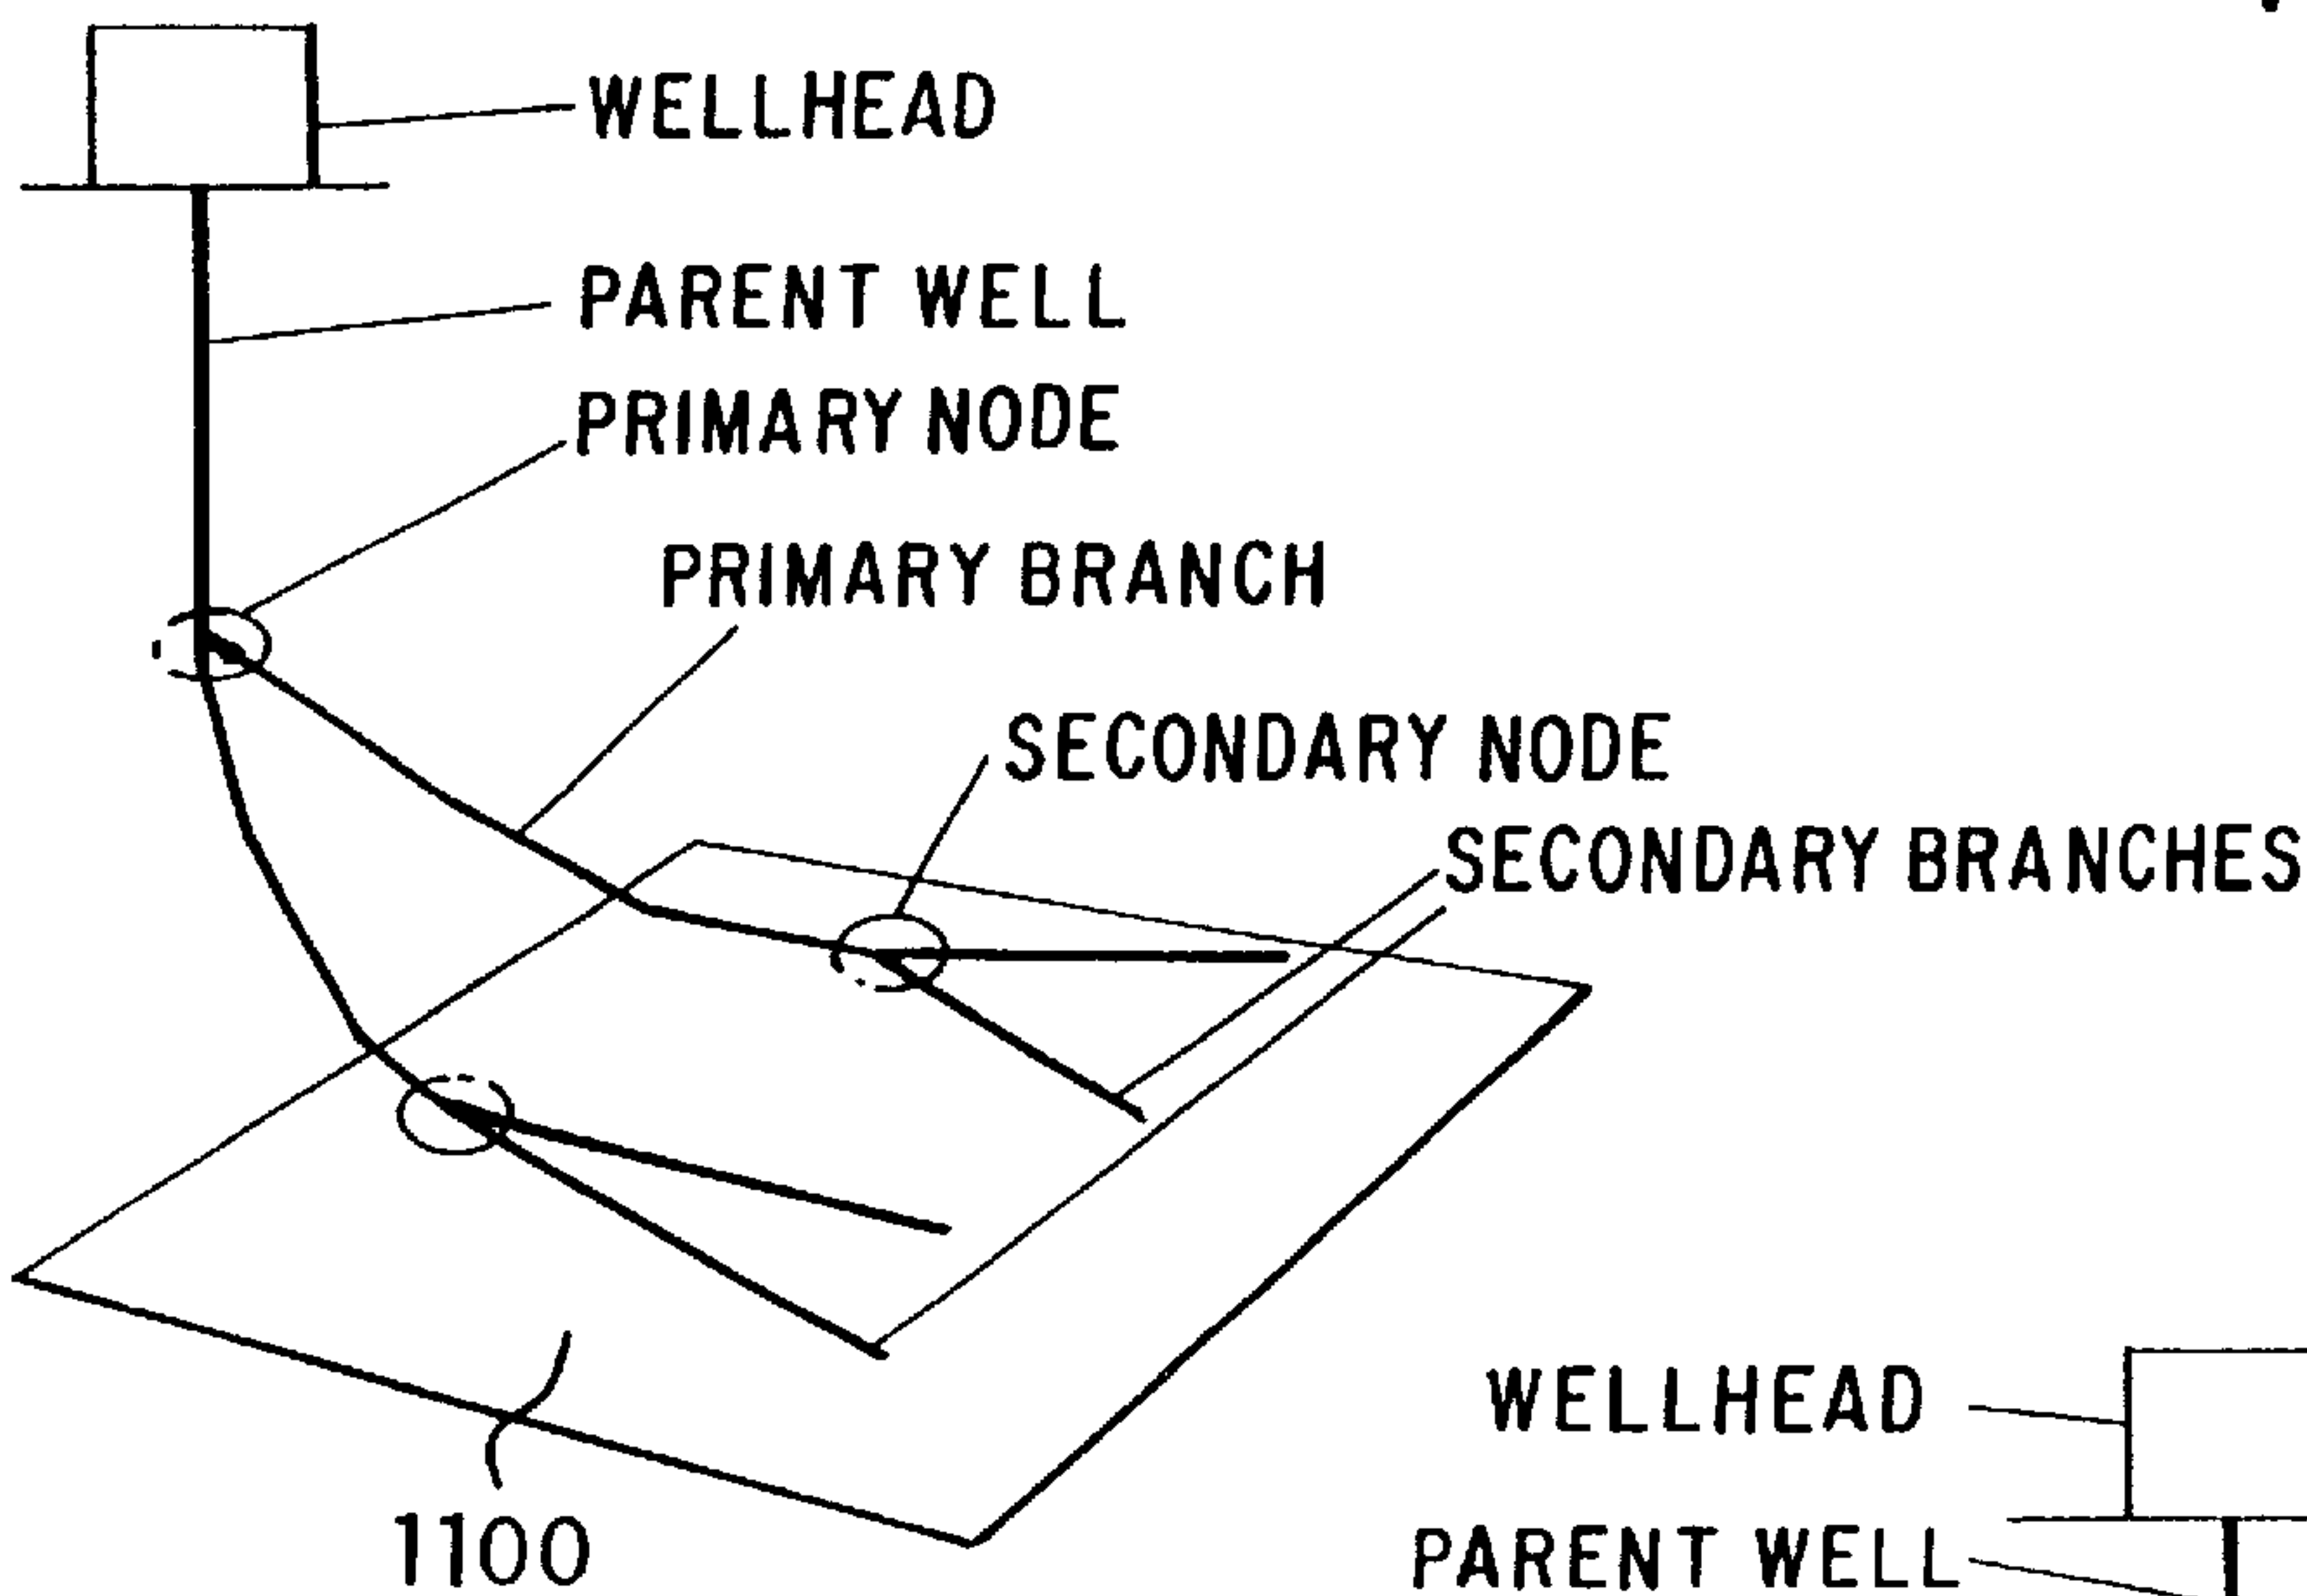 WELLHEAD
PARENT WELL
PRIMARY NODE
PRIMARY BRANCH
SECONDARY NODE
SECONDARY BRANCHES
WELLHEAD
1100
PARENT WELL